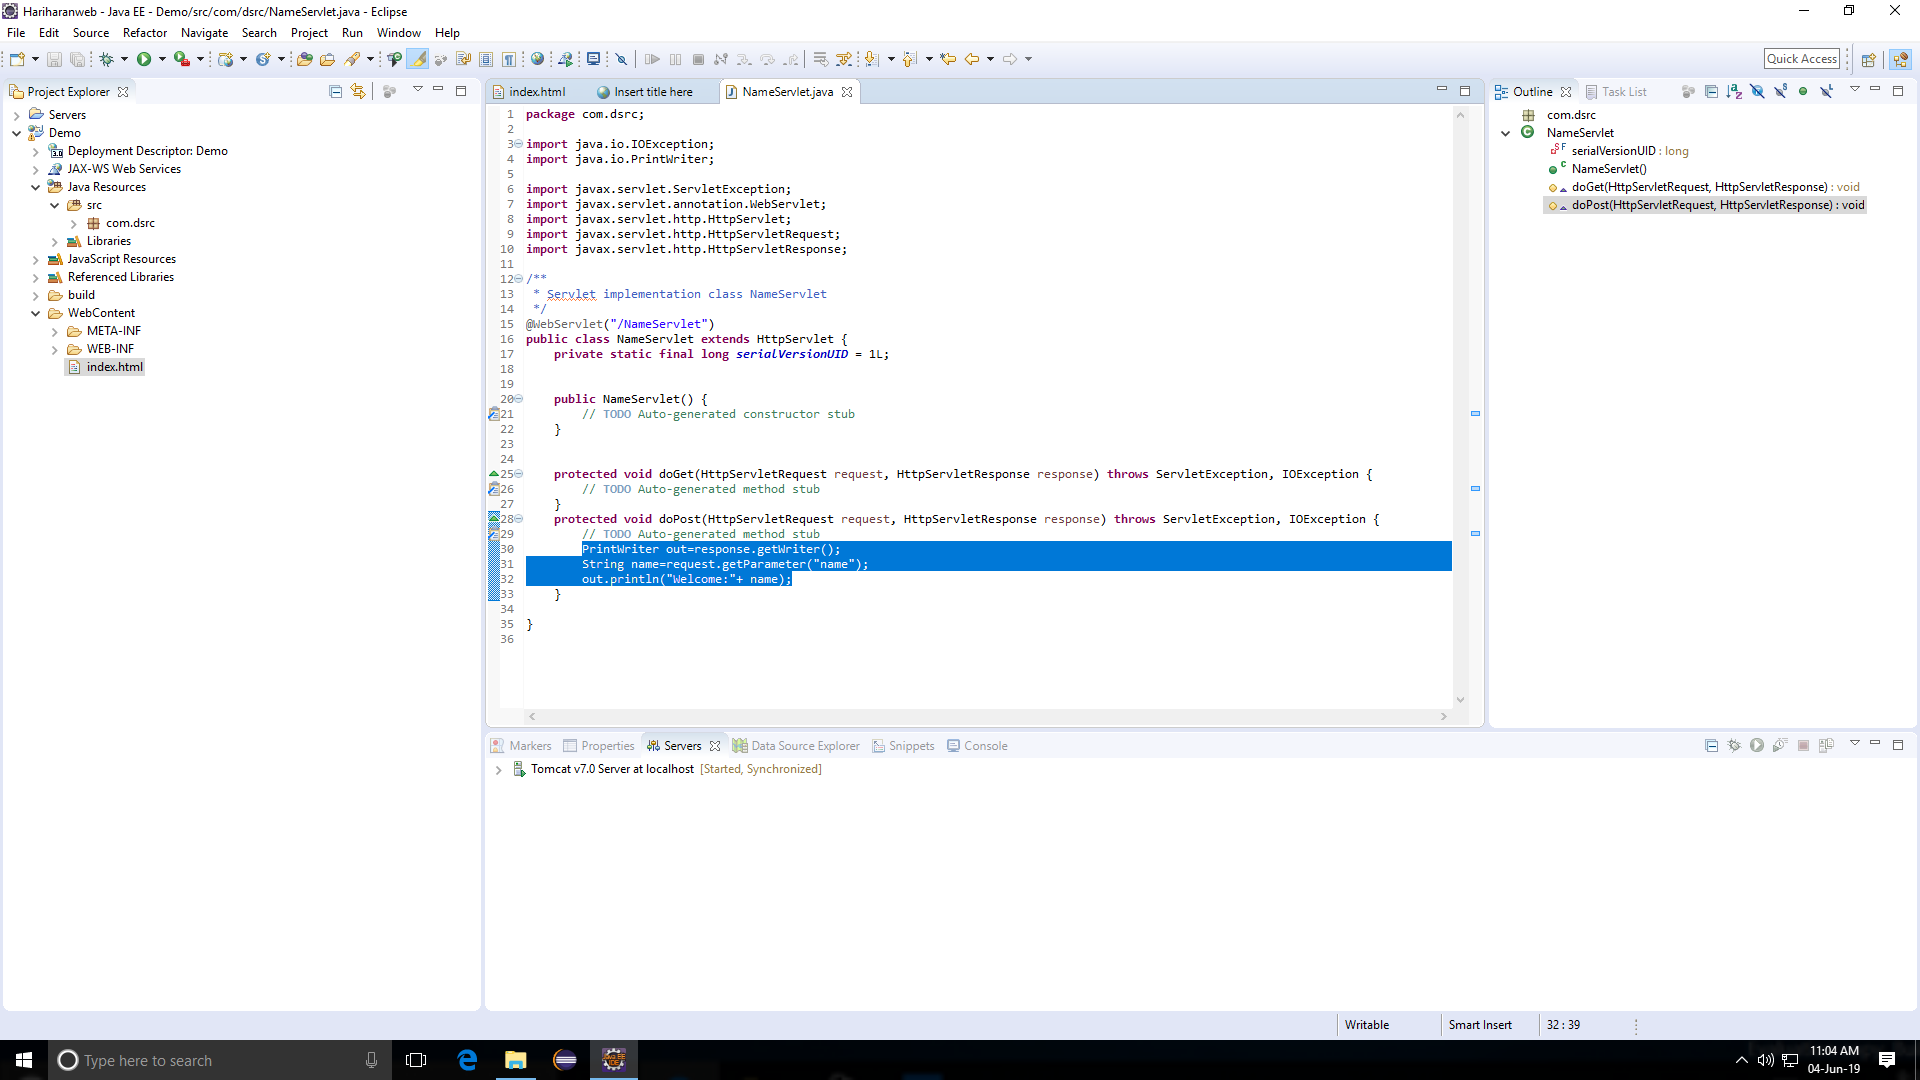 Hariharanweb - Java EE - Demo/src/com/dsrc/NameServlet.java - Eclipse
File Edit Source Refactor Navigate Search Project Run Window Help
Quick Access
Project Explorer
Servers
Demo
Deployment Descriptor: Demo
JAX-WS Web Services
Java Resources
src
com.dsrc
Libraries
JavaScript Resources
Referenced Libraries
build
WebContent
META-INF
WEB-INF
index.html
index.html Insert title here NameServlet.java
1 package com.dsrc;
2
3 import java.io.IOException;
4 import java.io.PrintWriter;
5
6 import javax.servlet.ServletException;
7 import javax.servlet.annotation.WebServlet;
8 import javax.servlet.http.HttpServlet;
9 import javax.servlet.http.HttpServletRequest;
10 import javax.servlet.http.HttpServletResponse;
11
12 /**
13 * Servlet implementation class NameServlet
14 */
15 @WebServlet("/NameServlet")
16 public class NameServlet extends HttpServlet {
17 private static final long serialVersionUID = 1L;
18
19
20 public NameServlet() {
21 // TODO Auto-generated constructor stub
22 }
23
24
25 protected void doGet(HttpServletRequest request, HttpServletResponse response) throws ServletException, IOException {
26 // TODO Auto-generated method stub
27 }
28 protected void doPost(HttpServletRequest request, HttpServletResponse response) throws ServletException, IOException {
29 // TODO Auto-generated method stub
30 PrintWriter out=response.getWriter();
31 String name=request.getParameter("name");
32 out.println("Welcome:"+ name);
33 }
34
35 }
36
Outline Task List
com.dsrc
NameServlet
serialVersionUID : long
NameServlet()
doGet(HttpServletRequest, HttpServletResponse) : void
doPost(HttpServletRequest, HttpServletResponse) : void
Markers Properties Servers Data Source Explorer Snippets Console
Tomcat v7.0 Server at localhost [Started, Synchronized]
Writable Smart Insert 32 : 39
Type here to search
11:04 AM
04-Jun-19